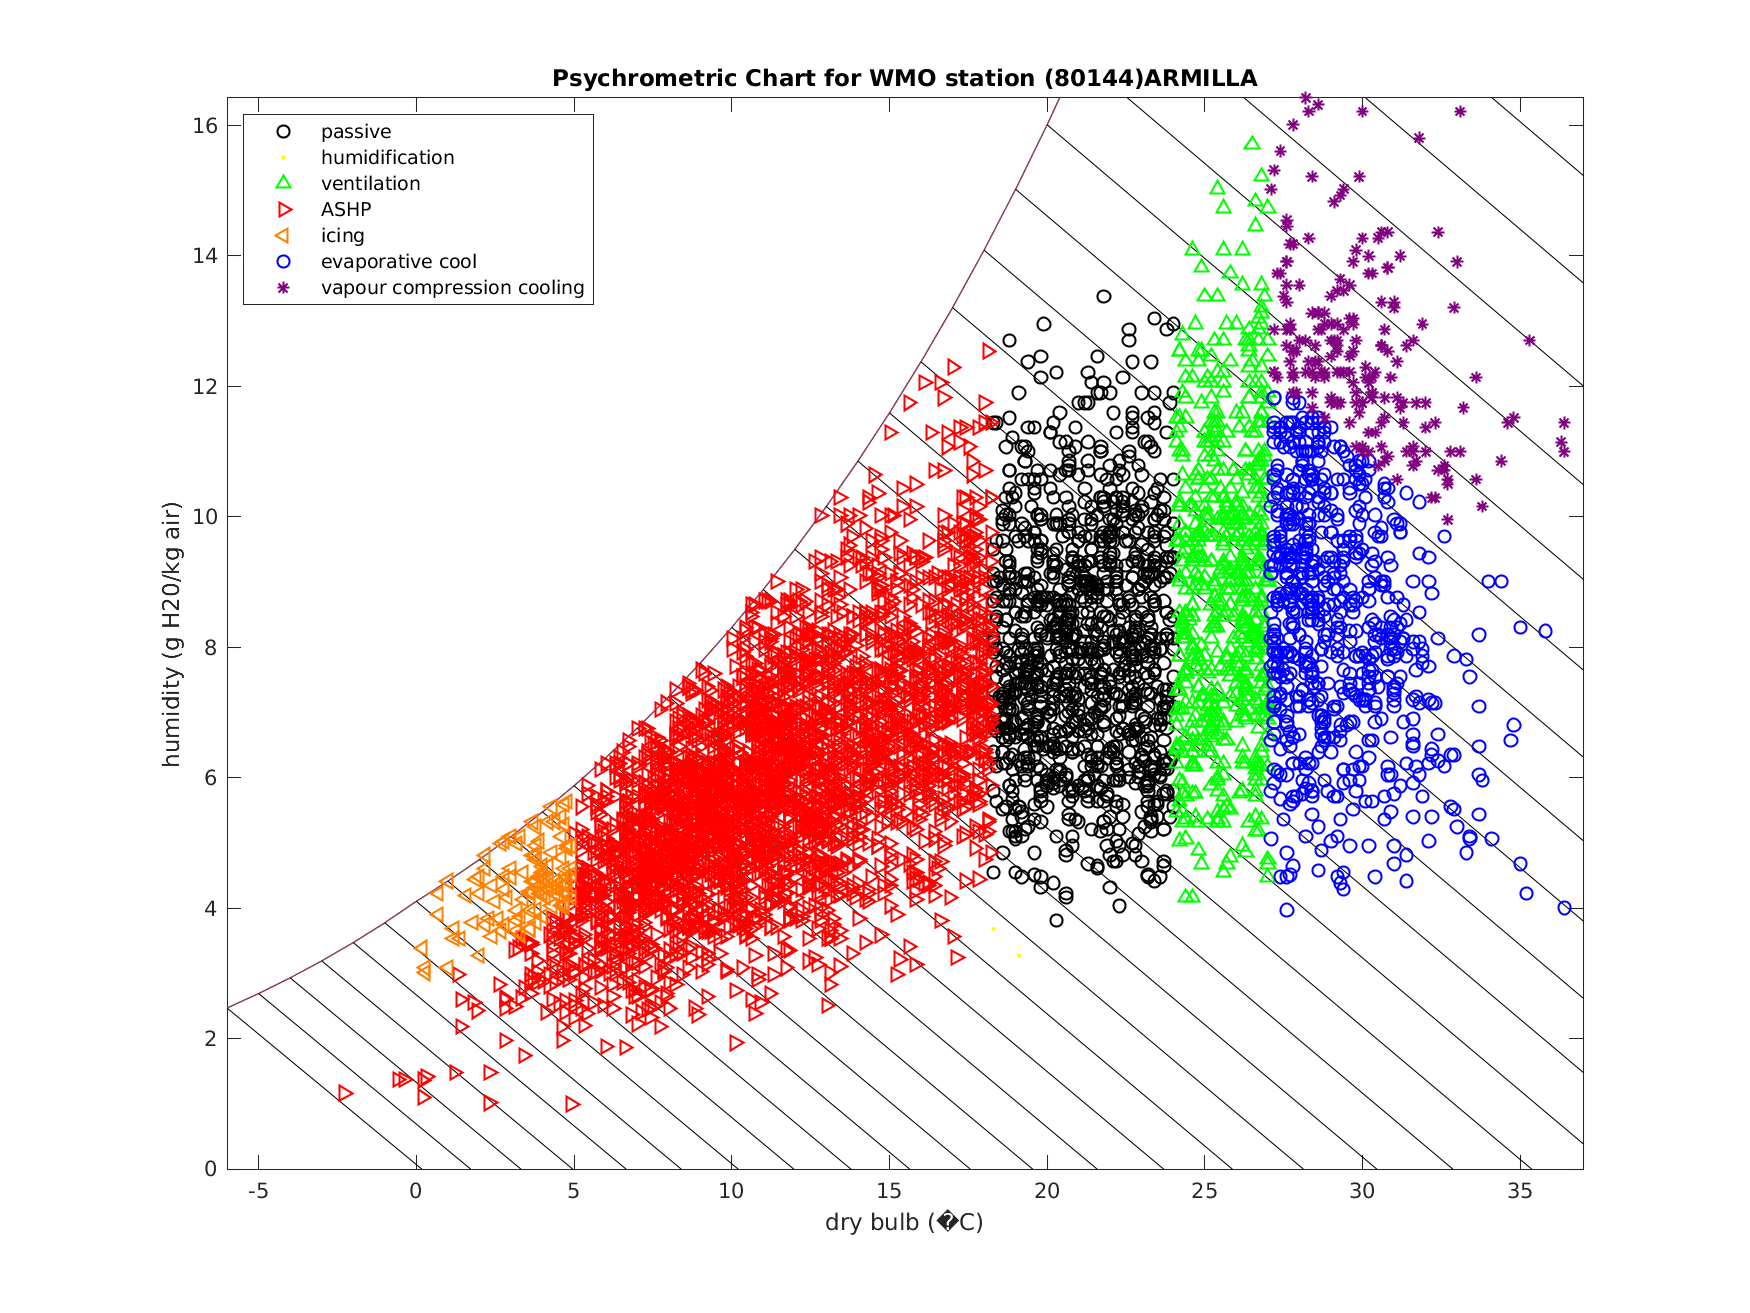 Psychrometric Chart for WMO station (80144)ARMILLA
passive
humidification
ventilation
ASHP
icing
evaporative cool
vapour compression cooling
16
14
12
10
8
6
4
2
0
humidity (g H20/kg air)
-5 0 5 10 15 20 25 30 35
dry bulb (�C)